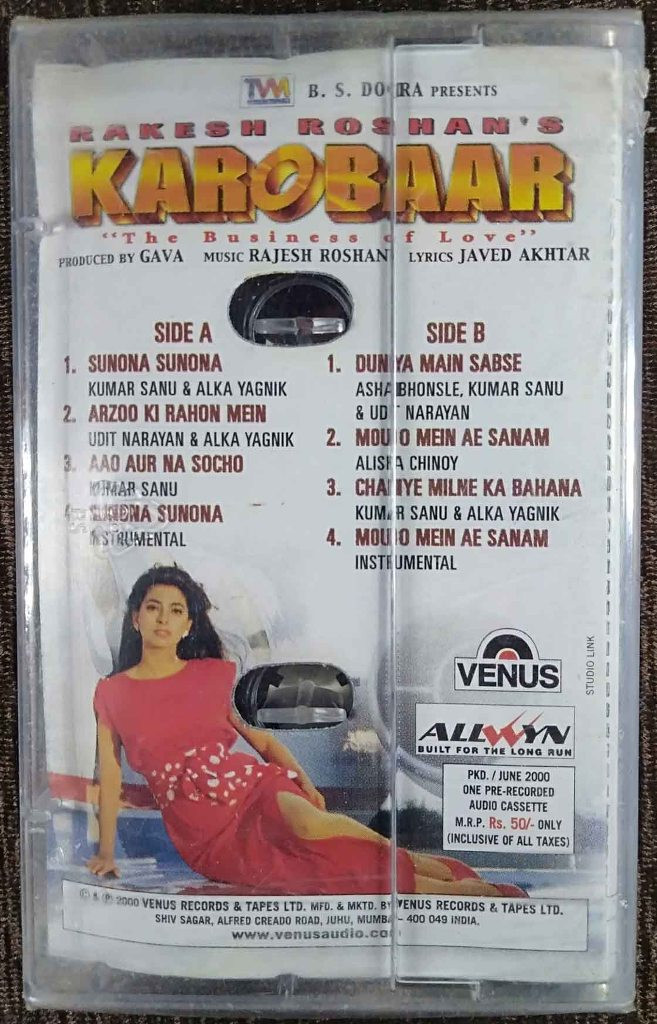 TVM B. S. DOGRA PRESENTS
RAKESH ROSHAN'S
KAROBAAR
"The Business of Love"
PRODUCED BY GAVA MUSIC RAJESH ROSHAN LYRICS JAVED AKHTAR
SIDE A
1. SUNONA SUNONA
KUMAR SANU & ALKA YAGNIK
2. ARZOO KI RAHON MEIN
UDIT NARAYAN & ALKA YAGNIK
3. AAO AUR NA SOCHO
KUMAR SANU
4. SUNONA SUNONA
INSTRUMENTAL
SIDE B
1. DUNIYA MAIN SABSE
ASHA BHONSLE, KUMAR SANU
& UDIT NARAYAN
2. MOUJO MEIN AE SANAM
ALISHA CHINOY
3. CHAHIYE MILNE KA BAHANA
KUMAR SANU & ALKA YAGNIK
4. MOUJO MEIN AE SANAM
INSTRUMENTAL
VENUS
STUDIO LINK
ALLWYN
BUILT FOR THE LONG RUN
PKD. / JUNE 2000
ONE PRE-RECORDED
AUDIO CASSETTE
M.R.P. Rs. 50/- ONLY
(INCLUSIVE OF ALL TAXES)
© & ℗ 2000 VENUS RECORDS & TAPES LTD. MFD. & MKTD. BY VENUS RECORDS & TAPES LTD.
SHIV SAGAR, ALFRED CREADO ROAD, JUHU, MUMBAI - 400 049 INDIA.
www.venusaudio.com